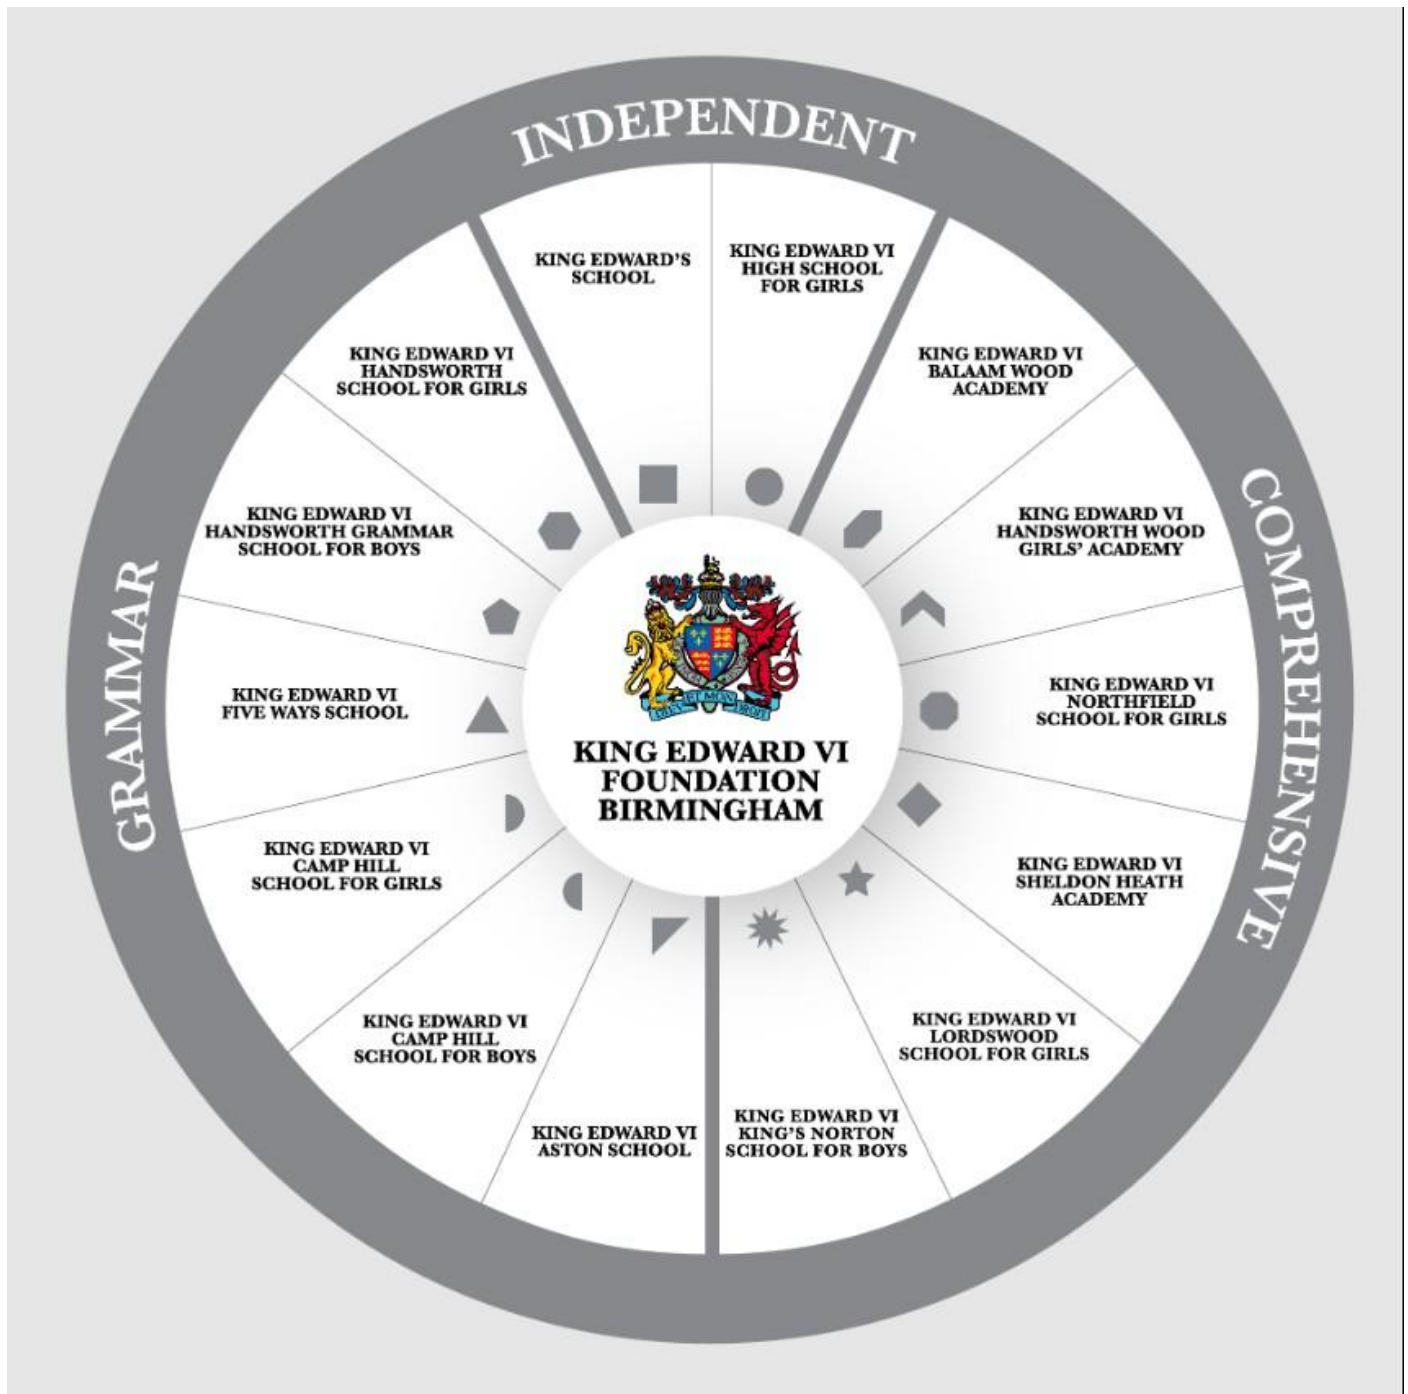 INDEPENDENT
KING EDWARD'S
SCHOOL
KING EDWARD VI
HIGH SCHOOL
FOR GIRLS
COMPREHENSIVE
KING EDWARD VI
BALAAM WOOD
ACADEMY
KING EDWARD VI
HANDSWORTH WOOD
GIRLS' ACADEMY
KING EDWARD VI
NORTHFIELD
SCHOOL FOR GIRLS
KING EDWARD VI
SHELDON HEATH
ACADEMY
KING EDWARD VI
LORDSWOOD
SCHOOL FOR GIRLS
KING EDWARD VI
KING'S NORTON
SCHOOL FOR BOYS
GRAMMAR
KING EDWARD VI
ASTON SCHOOL
KING EDWARD VI
CAMP HILL
SCHOOL FOR BOYS
KING EDWARD VI
CAMP HILL
SCHOOL FOR GIRLS
KING EDWARD VI
FIVE WAYS SCHOOL
KING EDWARD VI
HANDSWORTH GRAMMAR
SCHOOL FOR BOYS
KING EDWARD VI
HANDSWORTH
SCHOOL FOR GIRLS
ET MON DROIT
KING EDWARD VI
FOUNDATION
BIRMINGHAM